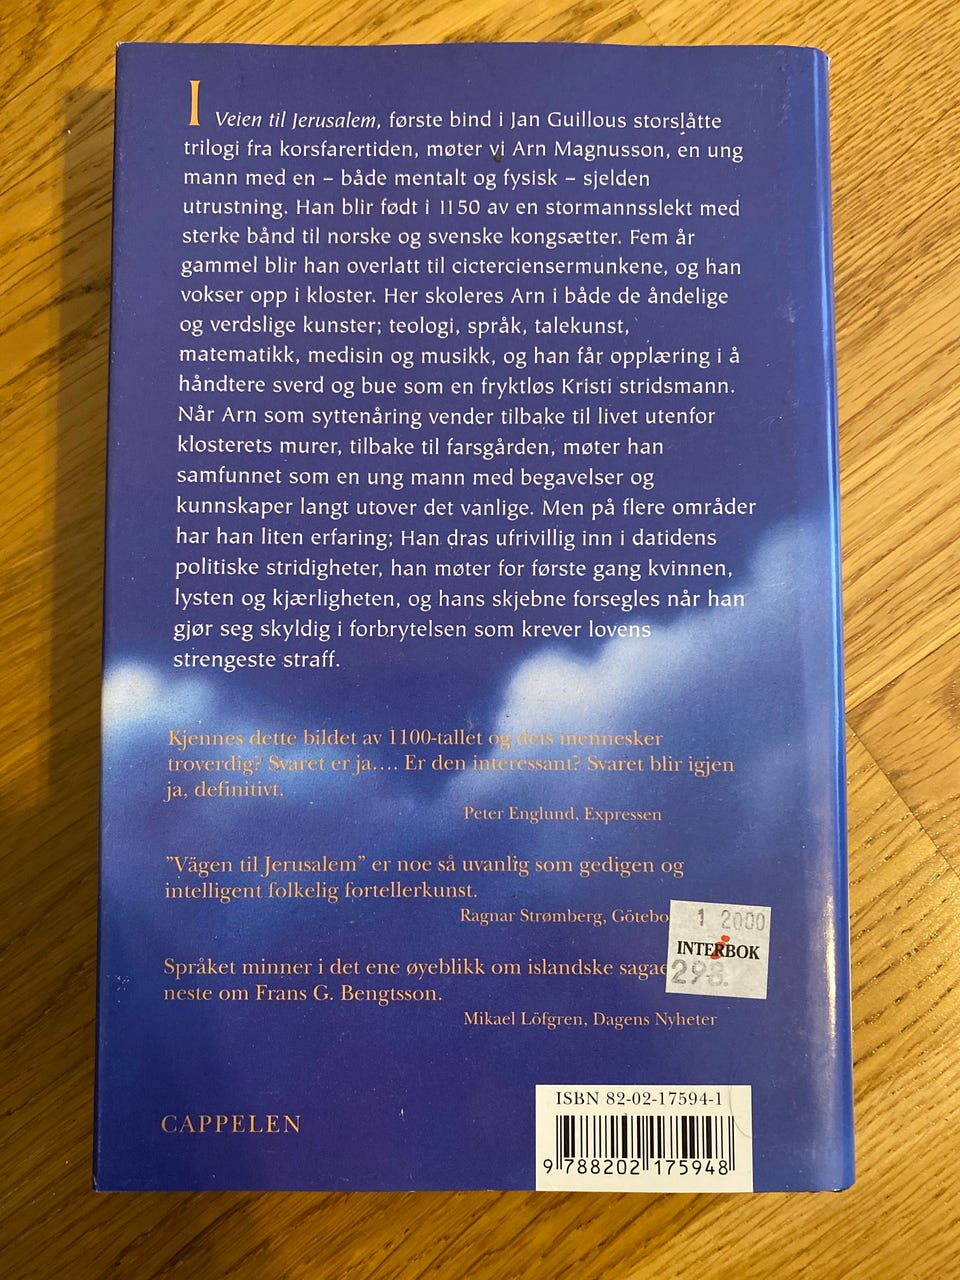 I Veien til Jerusalem, første bind i Jan Guillous storslåtte
trilogi fra korsfarertiden, møter vi Arn Magnusson, en ung
mann med en – både mentalt og fysisk – sjelden
utrustning. Han blir født i 1150 av en stormannsslekt med
sterke bånd til norske og svenske kongsætter. Fem år
gammel blir han overlatt til cicterciensermunkene, og han
vokser opp i kloster. Her skoleres Arn i både de åndelige
og verdslige kunster; teologi, språk, talekunst,
matematikk, medisin og musikk, og han får opplæring i å
håndtere sverd og bue som en fryktløs Kristi stridsmann.
Når Arn som syttenåring vender tilbake til livet utenfor
klosterets murer, tilbake til farsgården, møter han
samfunnet som en ung mann med begavelser og
kunnskaper langt utover det vanlige. Men på flere områder
har han liten erfaring; Han dras ufrivillig inn i datidens
politiske stridigheter, han møter for første gang kvinnen,
lysten og kjærligheten, og hans skjebne forsegles når han
gjør seg skyldig i forbrytelsen som krever lovens
strengeste straff.
Kjennes dette bildet av 1100-tallet og dets mennesker
troverdig? Svaret er ja.... Er den interessant? Svaret blir igjen
ja, definitivt.
Peter Englund, Expressen
"Vägen til Jerusalem" er noe så uvanlig som gedigen og
intelligent folkelig fortellerkunst.
Ragnar Strømberg, Götebo
1 2000
INTERBOK
298.
Språket minner i det ene øyeblikk om islandske sagae
neste om Frans G. Bengtsson.
Mikael Löfgren, Dagens Nyheter
CAPPELEN
ISBN 82-02-17594-1
9 788202 175948